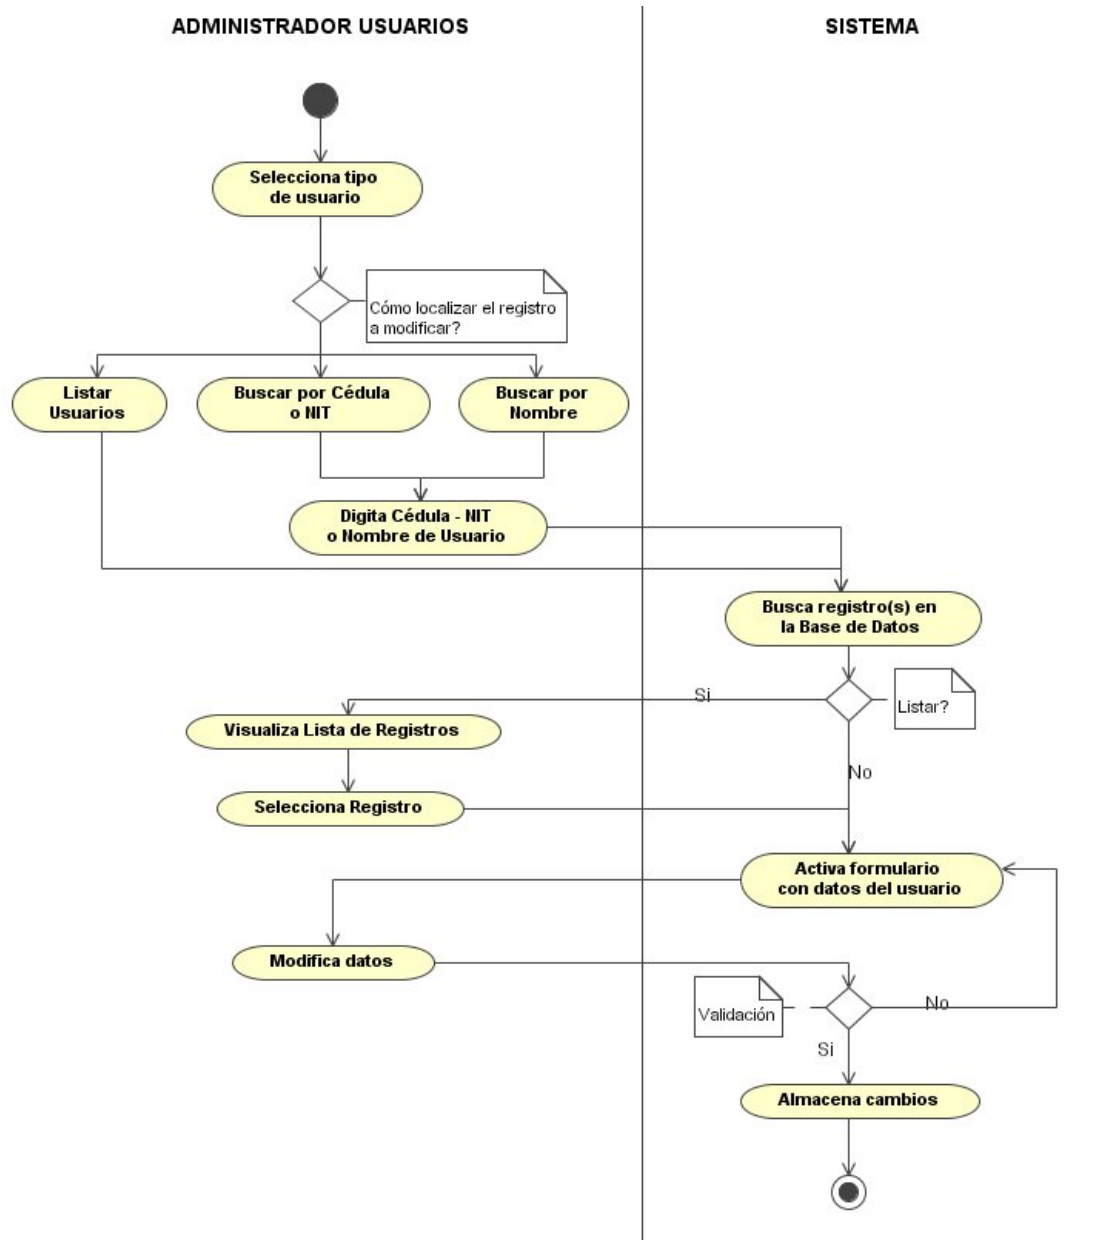 ADMINISTRADOR USUARIOS
SISTEMA
Selecciona tipo
de usuario
Cómo localizar el registro
a modificar?
Listar
Usuarios
Buscar por Cédula
o NIT
Buscar por
Nombre
Digita Cédula - NIT
o Nombre de Usuario
Busca registro(s) en
la Base de Datos
Si
Listar?
Visualiza Lista de Registros
No
Selecciona Registro
Activa formulario
con datos del usuario
Modifica datos
Validación
No
Si
Almacena cambios